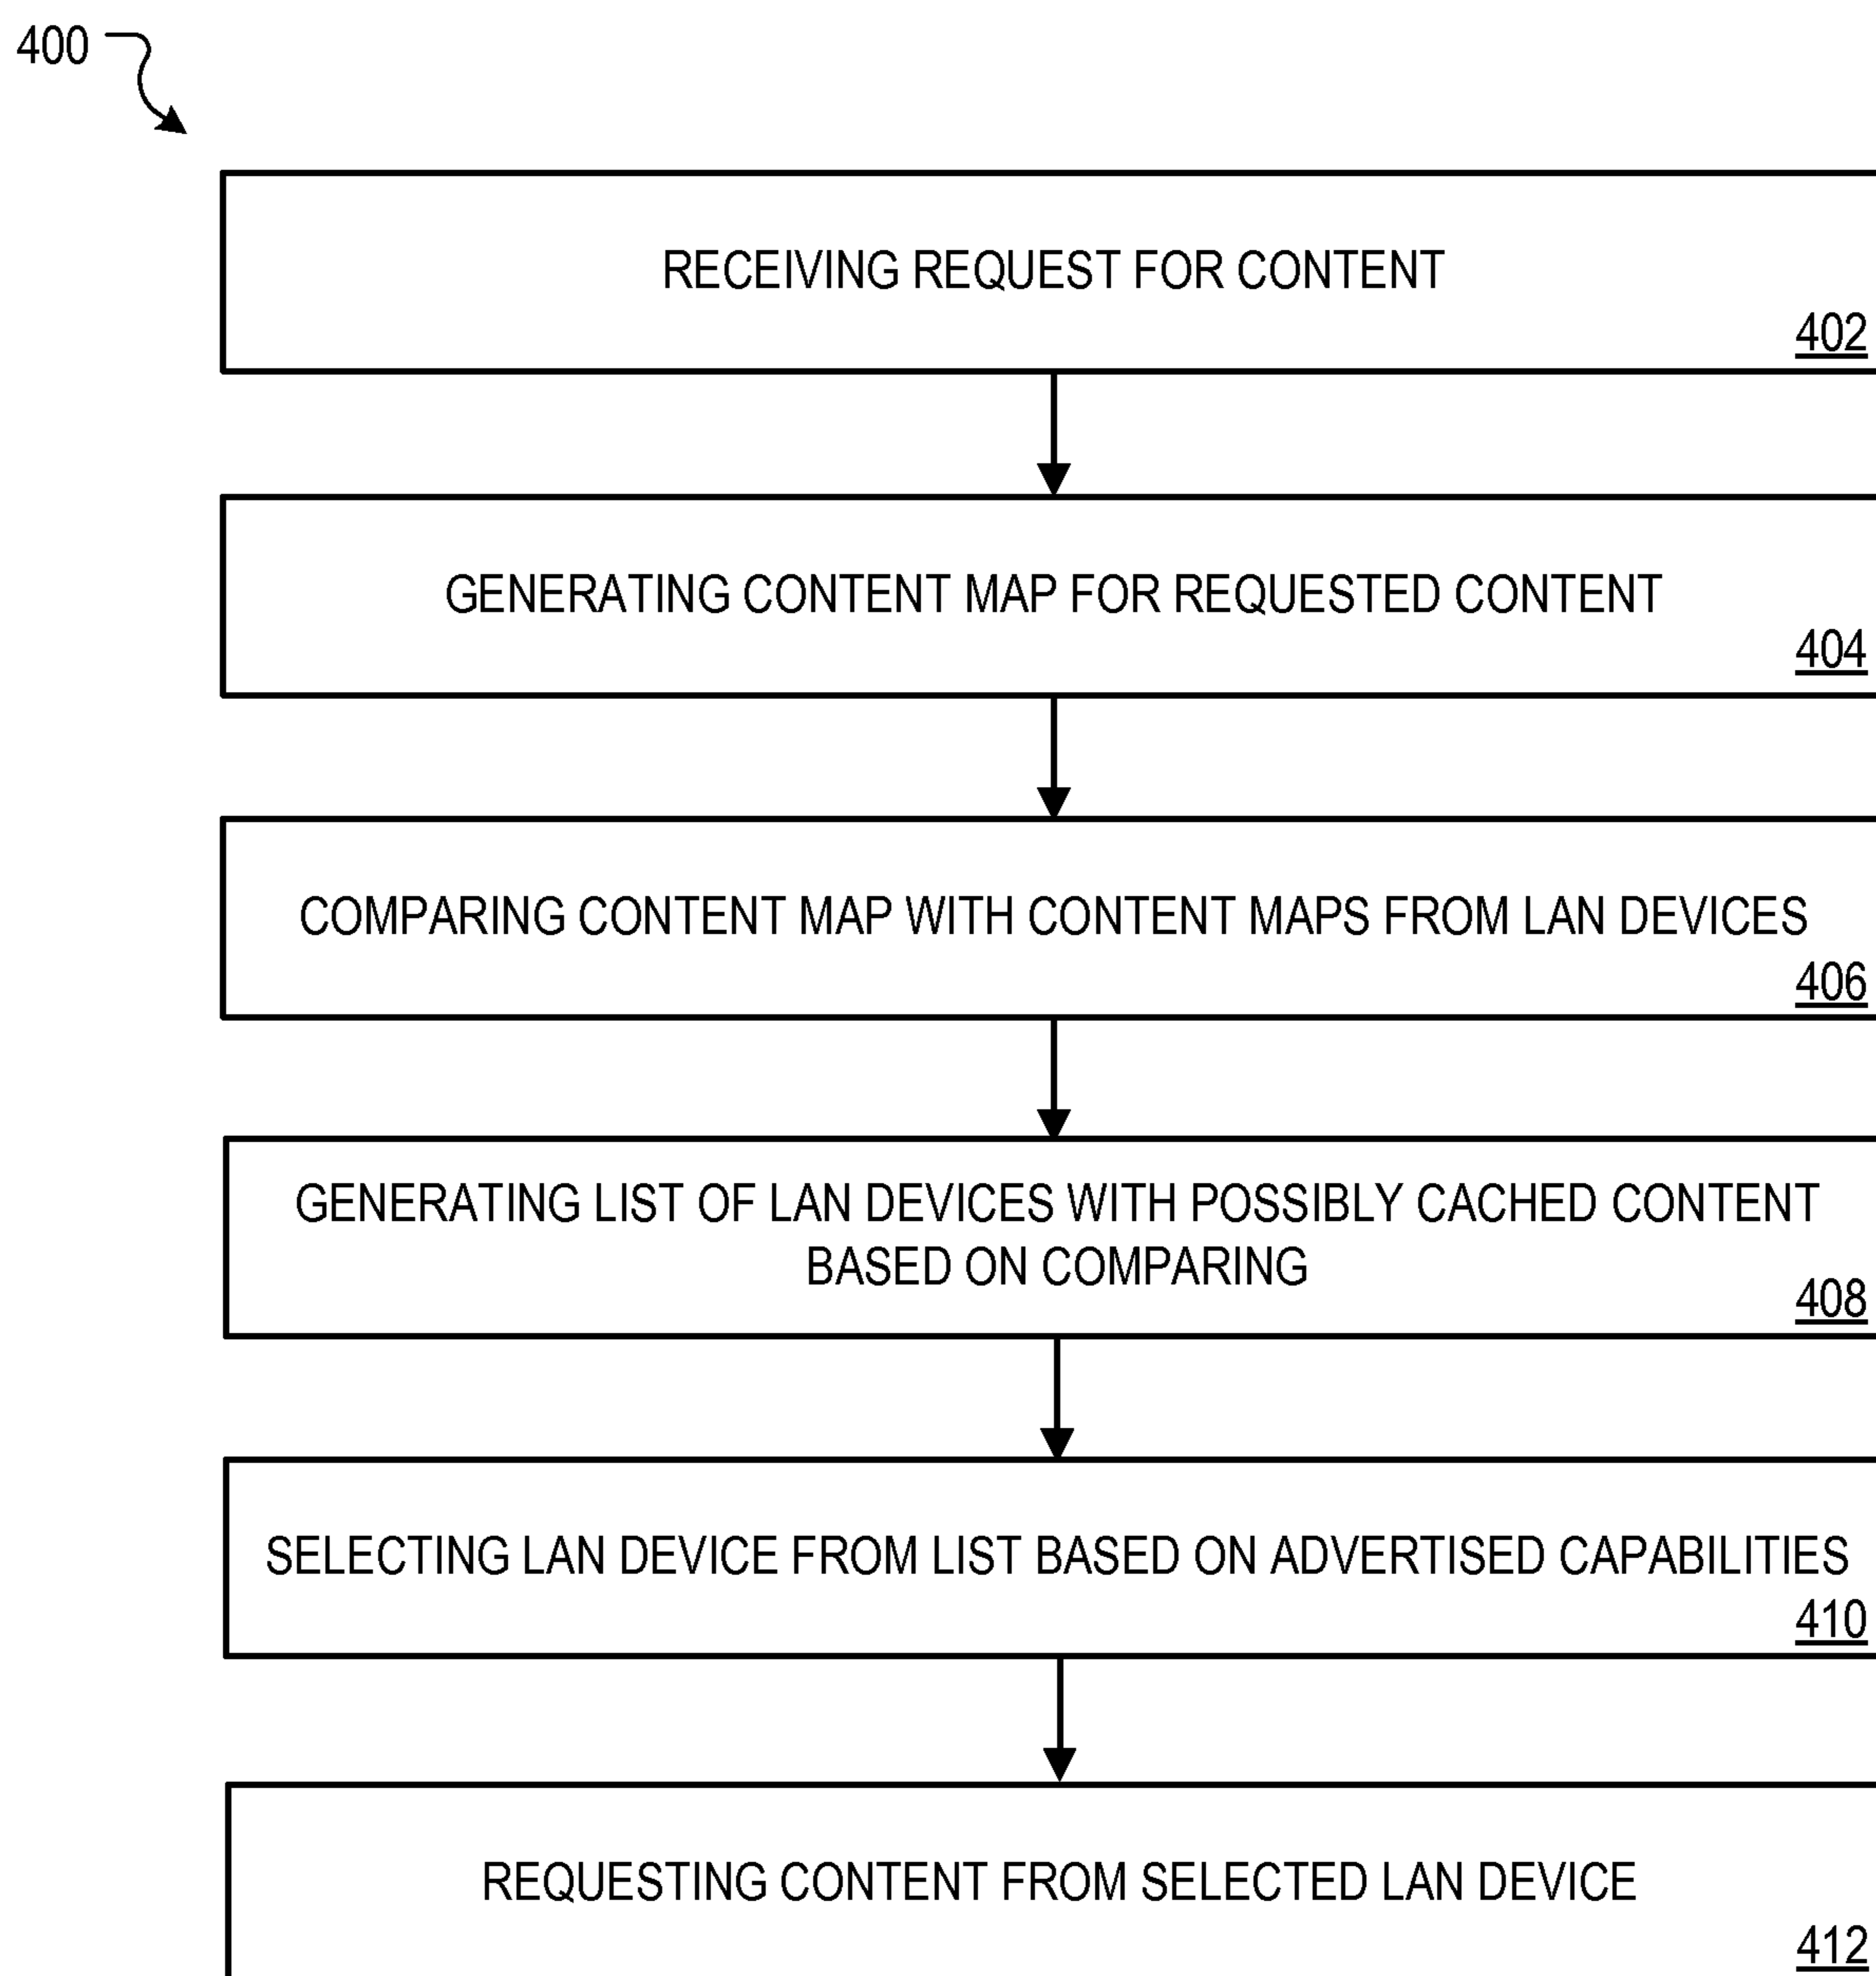 400
RECEIVING REQUEST FOR CONTENT
402
GENERATING CONTENT MAP FOR REQUESTED CONTENT
404
COMPARING CONTENT MAP WITH CONTENT MAPS FROM LAN DEVICES
406
GENERATING LIST OF LAN DEVICES WITH POSSIBLY CACHED CONTENT
BASED ON COMPARING
408
SELECTING LAN DEVICE FROM LIST BASED ON ADVERTISED CAPABILITIES
410
REQUESTING CONTENT FROM SELECTED LAN DEVICE
412